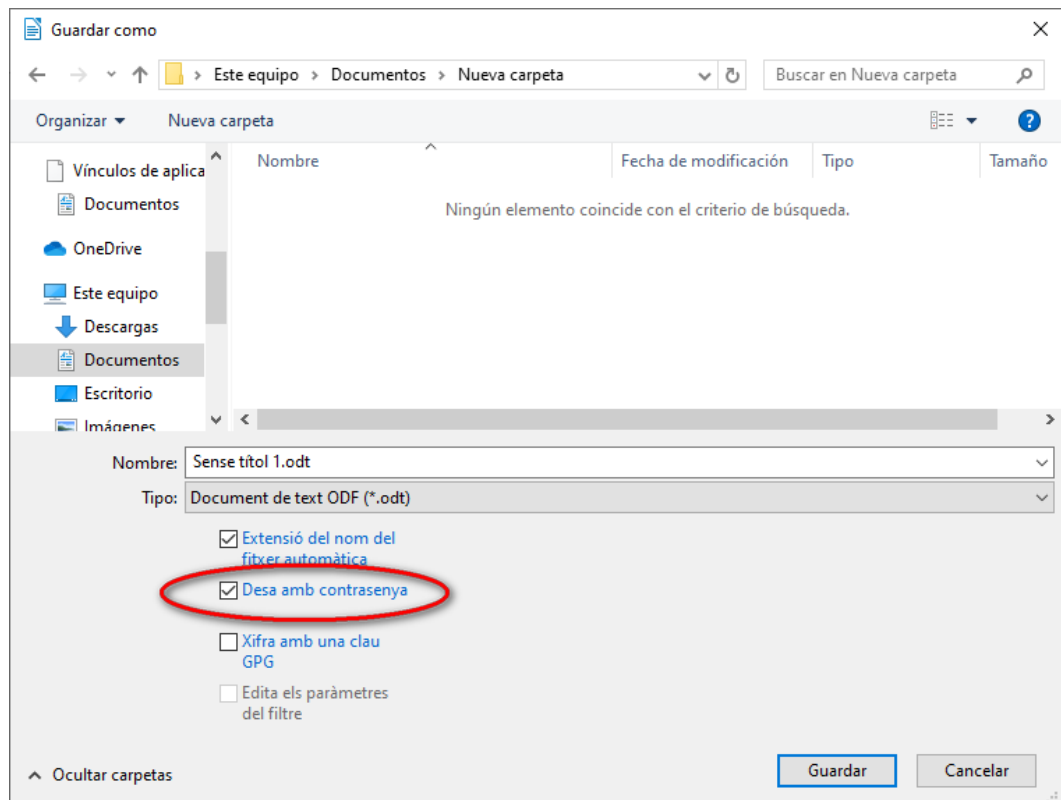 Guardar como
Este equipo > Documentos > Nueva carpeta
Buscar en Nueva carpeta
Organizar
Nueva carpeta
?
Vínculos de aplica
Documentos
OneDrive
Este equipo
Descargas
Documentos
Escritorio
Imágenes
Nombre
Fecha de modificación
Tipo
Tamaño
Ningún elemento coincide con el criterio de búsqueda.
Nombre: Sense títol 1.odt
Tipo: Document de text ODF (*.odt)
Extensió del nom del
fitxer automàtica
Desa amb contrasenya
Xifra amb una clau
GPG
Edita els paràmetres
del filtre
Ocultar carpetas
Guardar
Cancelar